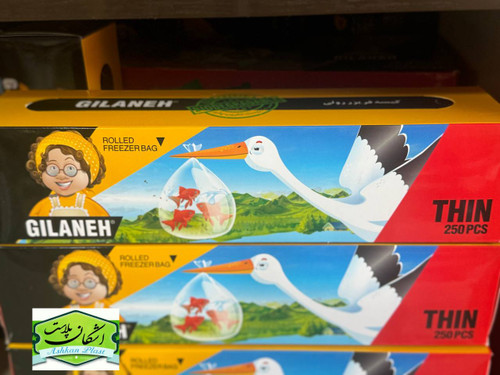 GILANEH
کیسه فریزر رولی
ROLLED
FREEZER BAG
GILANEH
THIN
250 PCS
ROLLED
FREEZER BAG
THIN
250 PCS
اشکان پلاست
Ashkan Plast